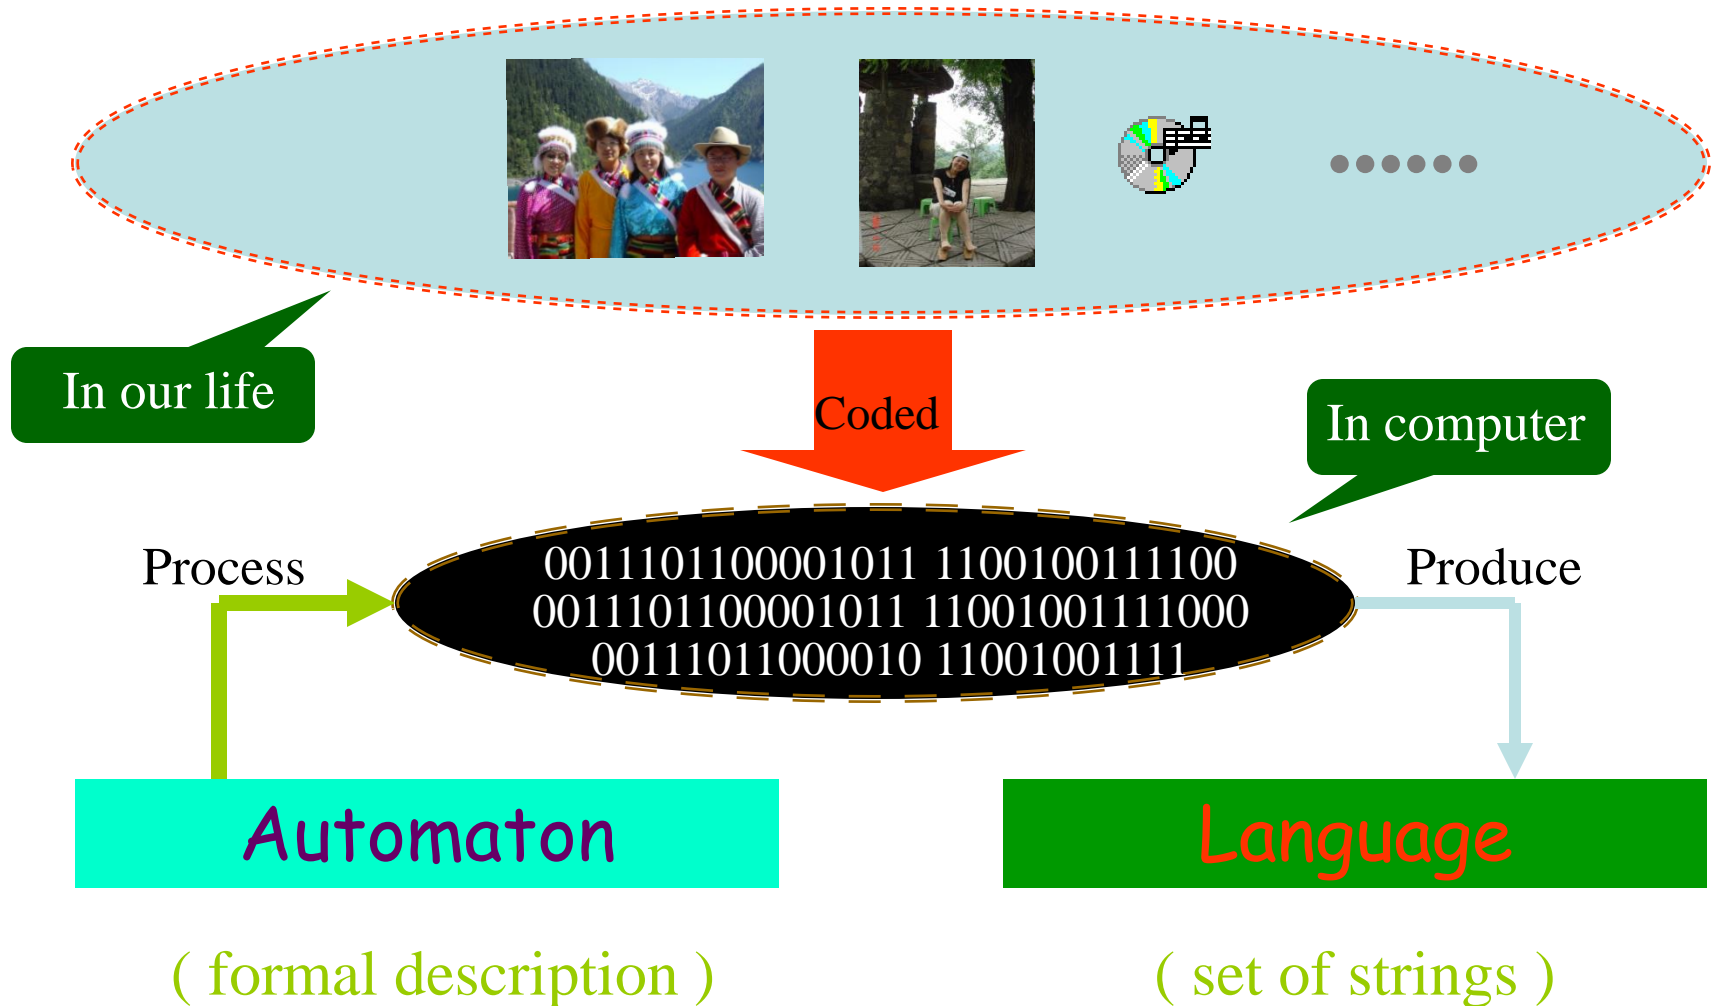 In our life
Coded
In computer
Process
0011101100001011 1100100111100
0011101100001011 11001001111000
00111011000010 11001001111
Produce
Automaton
Language
( formal description )
( set of strings )